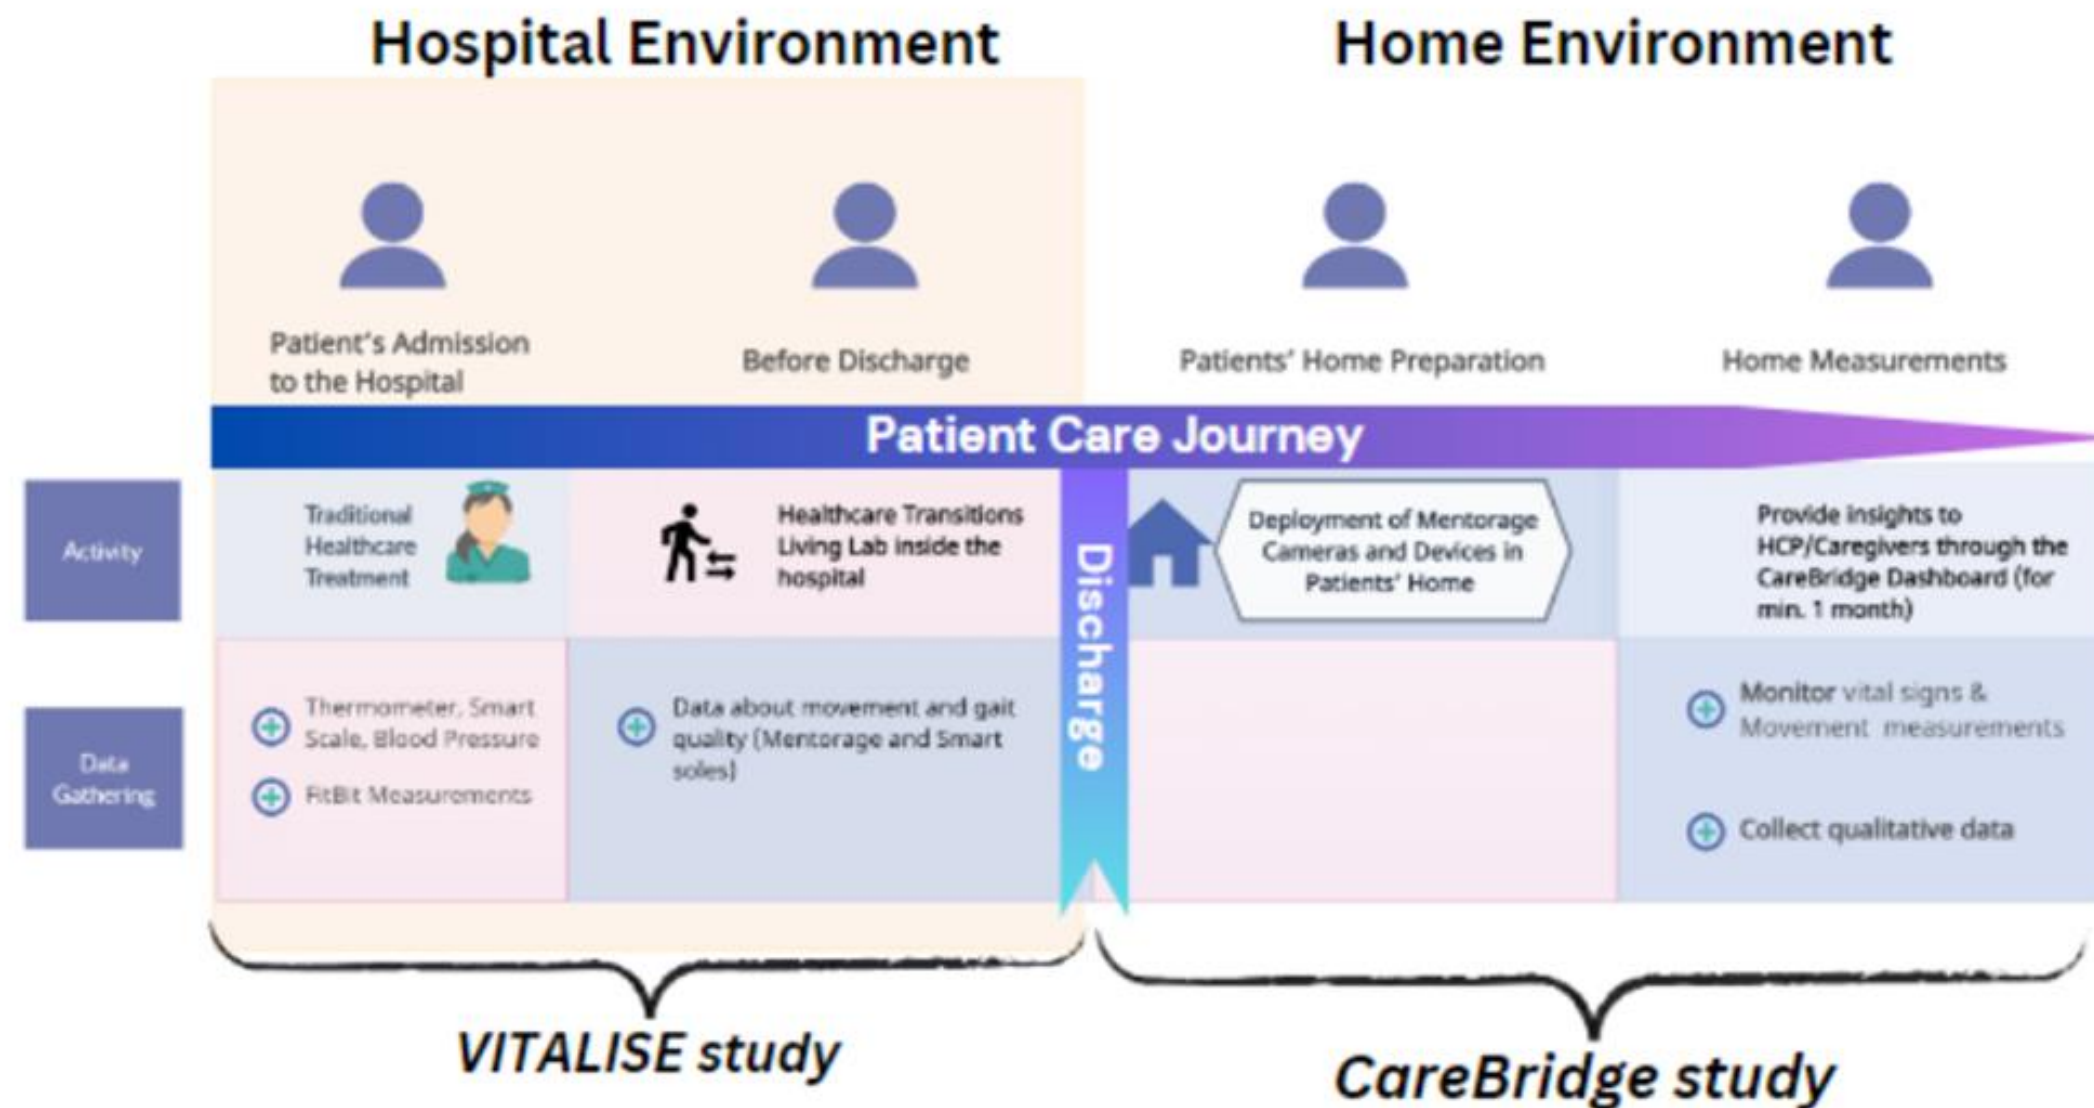 Hospital Environment
Home Environment
Patient's Admission
to the Hospital
Before Discharge
Patients' Home Preparation
Home Measurements
Patient Care Journey
Activity
Traditional
Healthcare
Treatment
Healthcare Transitions
Living Lab inside the
hospital
Discharge
Deployment of Mentorage
Cameras and Devices in
Patients' Home
Provide insights to
HCP/Caregivers through the
CareBridge Dashboard (for
min. 1 month)
Data
Gathering
Thermometer, Smart
Scale, Blood Pressure
FitBit Measurements
Data about movement and gait
quality (Mentorage and Smart
soles)
Monitor vital signs &
Movement measurements
Collect qualitative data
VITALISE study
CareBridge study